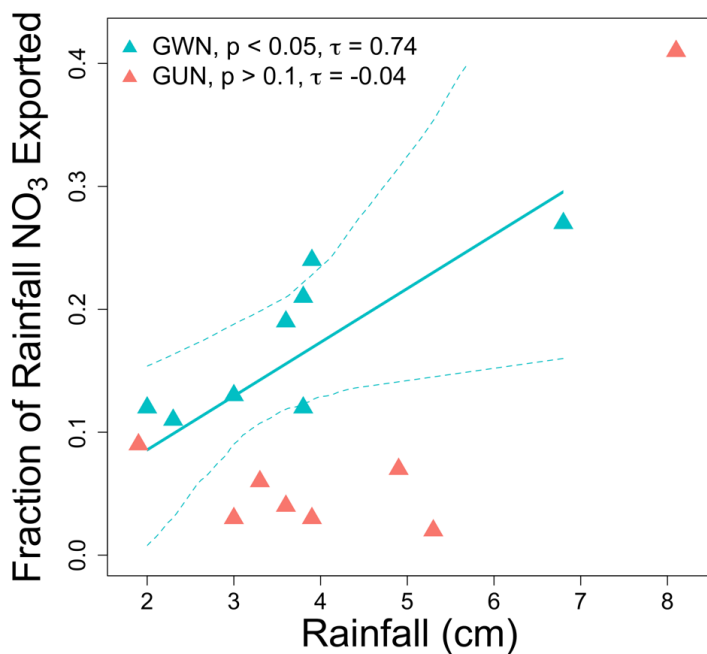 GWN, p < 0.05, τ = 0.74
GUN, p > 0.1, τ = -0.04
Fraction of Rainfall NO₃ Exported
0.4
0.3
0.2
0.1
0.0
2 3 4 5 6 7 8
Rainfall (cm)